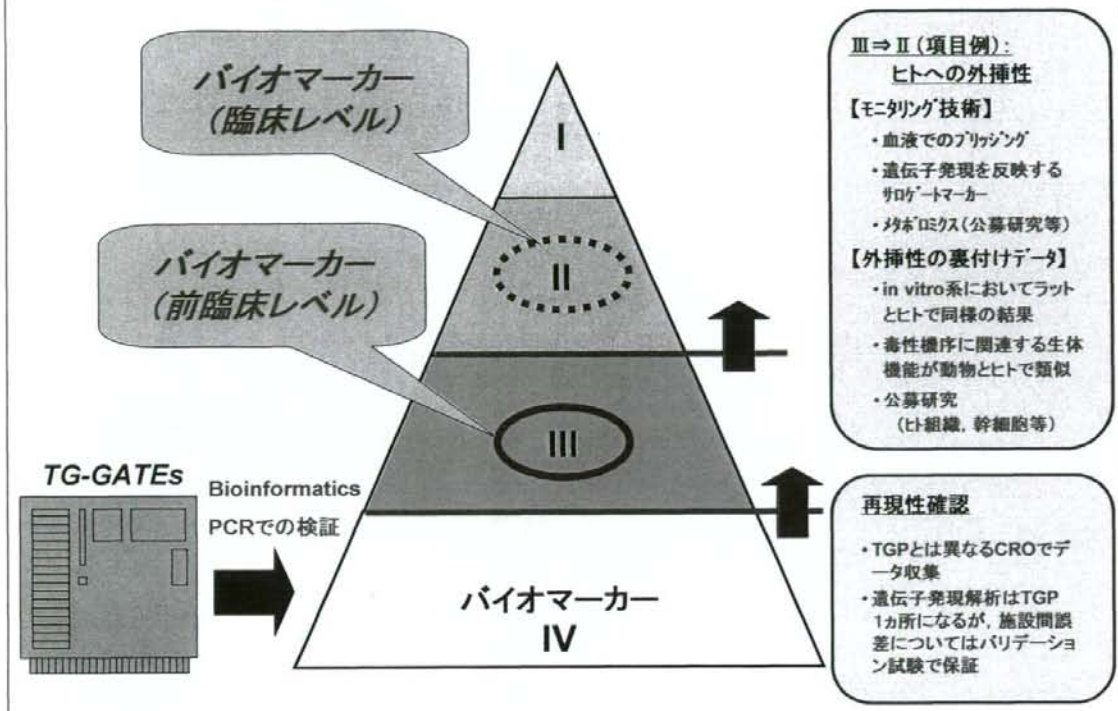 バイオマーカー
(臨床レベル)
バイオマーカー
(前臨床レベル)
I
II
III
TG-GATEs
Bioinformatics
PCRでの検証
バイオマーカー
IV
Ⅲ⇒Ⅱ(項目例):
ヒトへの外挿性
【モニタリング技術】
・血液でのブリッジング
・遺伝子発現を反映する
サロゲートマーカー
・メタボロミクス(公募研究等)
【外挿性の裏付けデータ】
・in vitro系においてラット
とヒトで同様の結果
・毒性機序に関連する生体
機能が動物とヒトで類似
・公募研究
(ヒト組織, 幹細胞等)
再現性確認
・TGPとは異なるCROでデ
ータ収集
・遺伝子発現解析はTGP
1ヵ所になるが, 施設間誤
差についてはバリデーショ
ン試験で保証